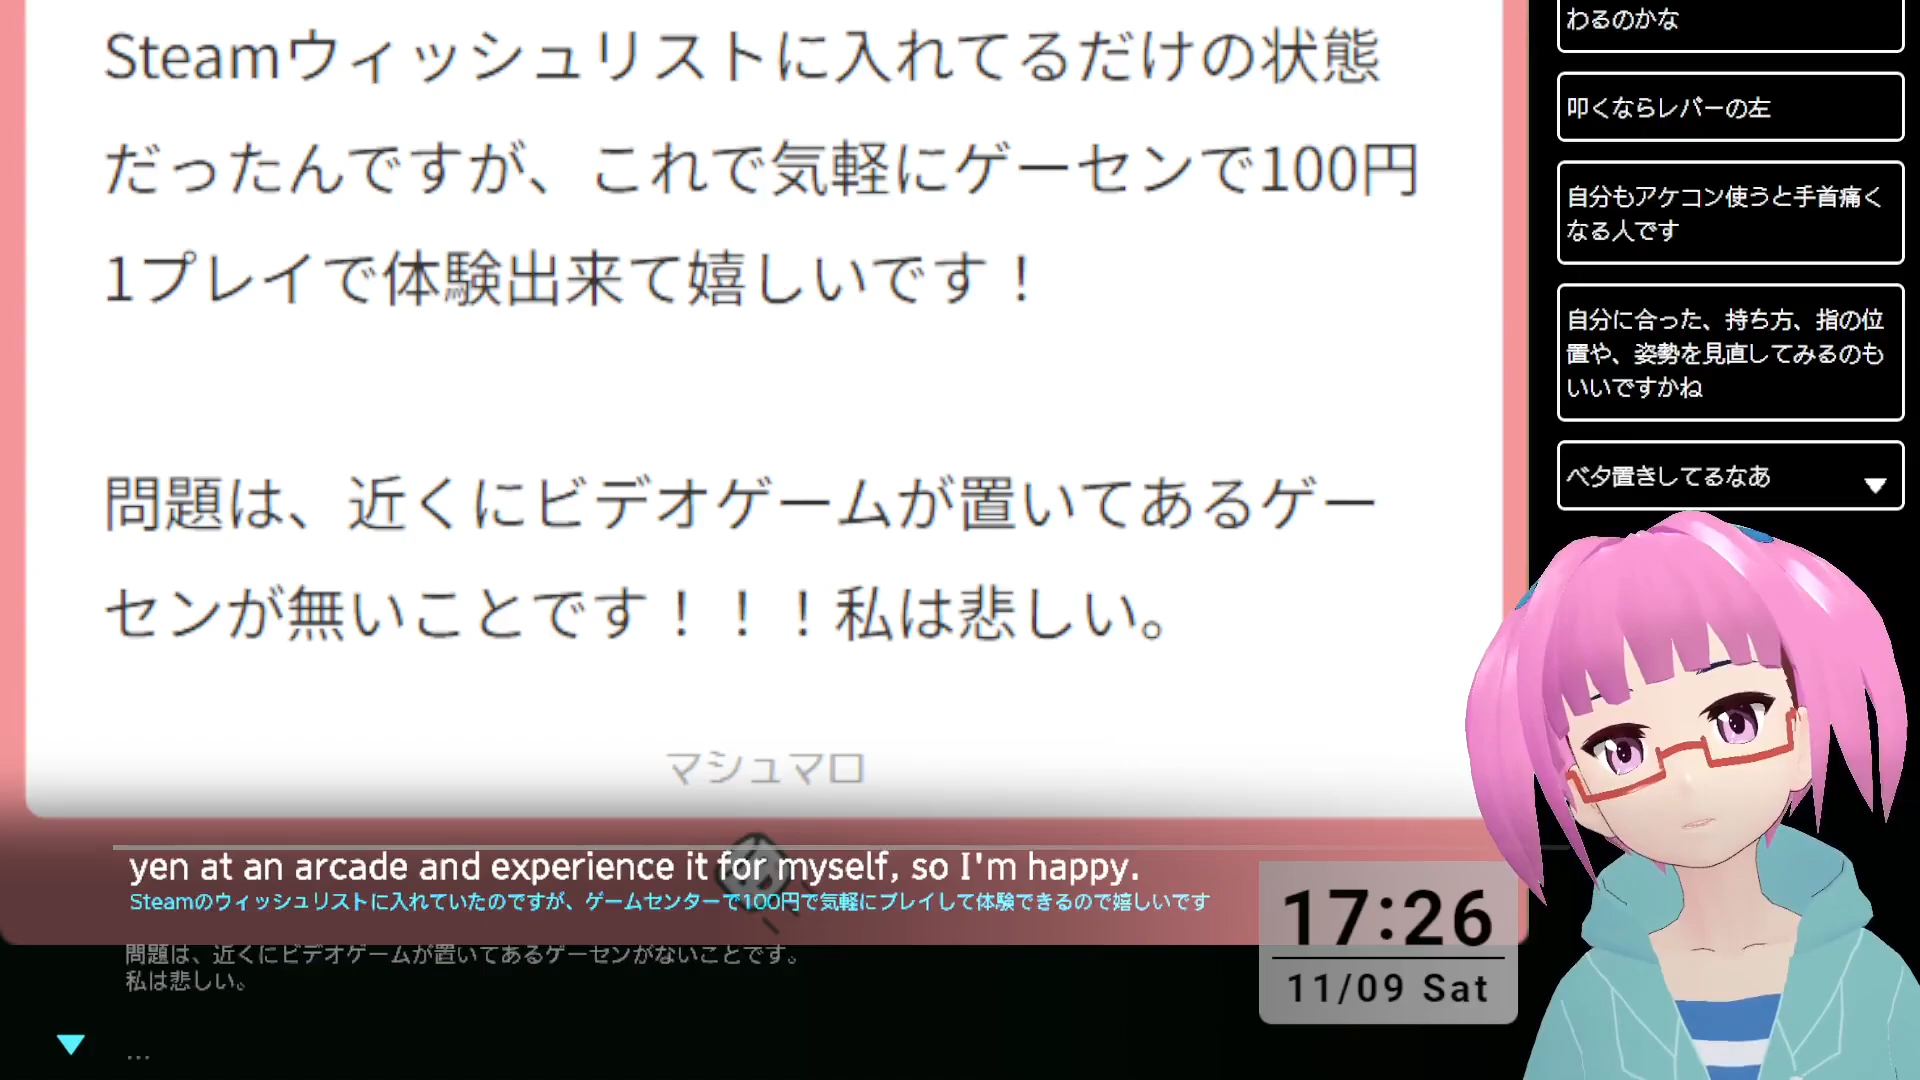 Steamウィッシュリストに入れてるだけの状態
だったんですが、これで気軽にゲーセンで100円
1プレイで体験出来て嬉しいです！
問題は、近くにビデオゲームが置いてあるゲー
センが無いことです！！！私は悲しい。
マシュマロ
yen at an arcade and experience it for myself, so I'm happy.
Steamのウィッシュリストに入れていたのですが、ゲームセンターで100円で気軽にプレイして体験できるので嬉しいです
問題は、近くにビデオゲームが置いてあるゲーセンがないことです。
私は悲しい。
...
17:26
11/09 Sat
わるのかな
叩くならレバーの左
自分もアケコン使うと手首痛く
なる人です
自分に合った、持ち方、指の位
置や、姿勢を見直してみるのも
いいですかね
ベタ置きしてるなあ